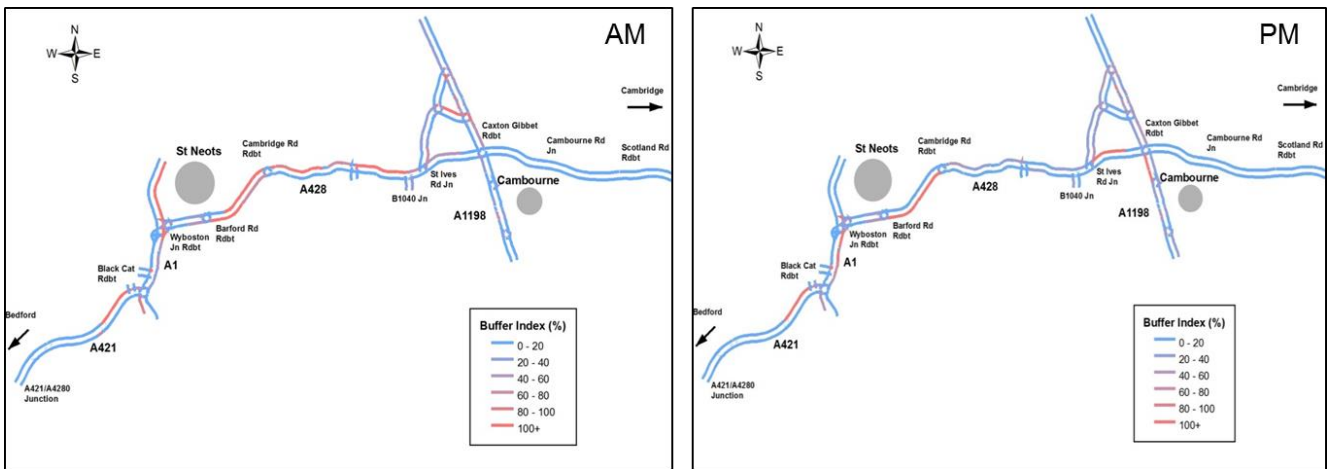 AM
N
W E
S
Cambridge
Caxton Gibbet
Rdbt
Cambourne Rd
Jn
Scotland Rd
Rdbt
St Neots
Cambridge Rd
Rdbt
A428
St Ives
Rd Jn
B1040 Jn
Cambourne
A1198
Barford Rd
Rdbt
Wyboston
Jn Rdbt
A1
Black Cat
Rdbt
Bedford
A421
A421/A4280
Junction
Buffer Index (%)
0 - 20
20 - 40
40 - 60
60 - 80
80 - 100
100+
PM
N
W E
S
Cambridge
Caxton Gibbet
Rdbt
Cambourne Rd
Jn
Scotland Rd
Rdbt
St Neots
Cambridge Rd
Rdbt
A428
St Ives
Rd Jn
B1040 Jn
Cambourne
A1198
Barford Rd
Rdbt
Wyboston
Jn Rdbt
A1
Black Cat
Rdbt
Bedford
A421
A421/A4280
Junction
Buffer Index (%)
0 - 20
20 - 40
40 - 60
60 - 80
80 - 100
100+